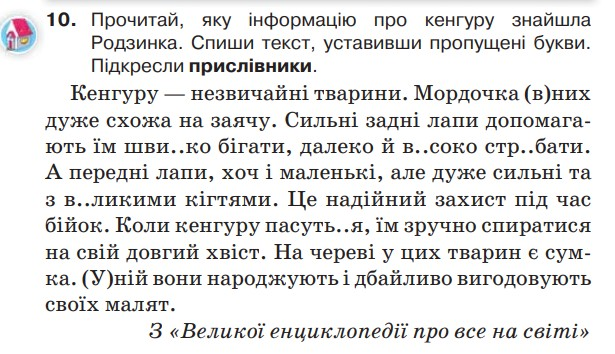 10. Прочитай, яку інформацію про кенгуру знайшла
Родзинка. Спиши текст, уставивши пропущені букви.
Підкресли прислівники.
Кенгуру — незвичайні тварини. Мордочка (в)них
дуже схожа на заячу. Сильні задні лапи допомага-
ють їм шви..ко бігати, далеко й в..соко стр..бати.
А передні лапи, хоч і маленькі, але дуже сильні та
з в..ликими кігтями. Це надійний захист під час
бійок. Коли кенгуру пасуть..я, їм зручно спиратися
на свій довгий хвіст. На череві у цих тварин є сум-
ка. (У)ній вони народжують і дбайливо вигодовують
своїх малят.
З «Великої енциклопедії про все на світі»